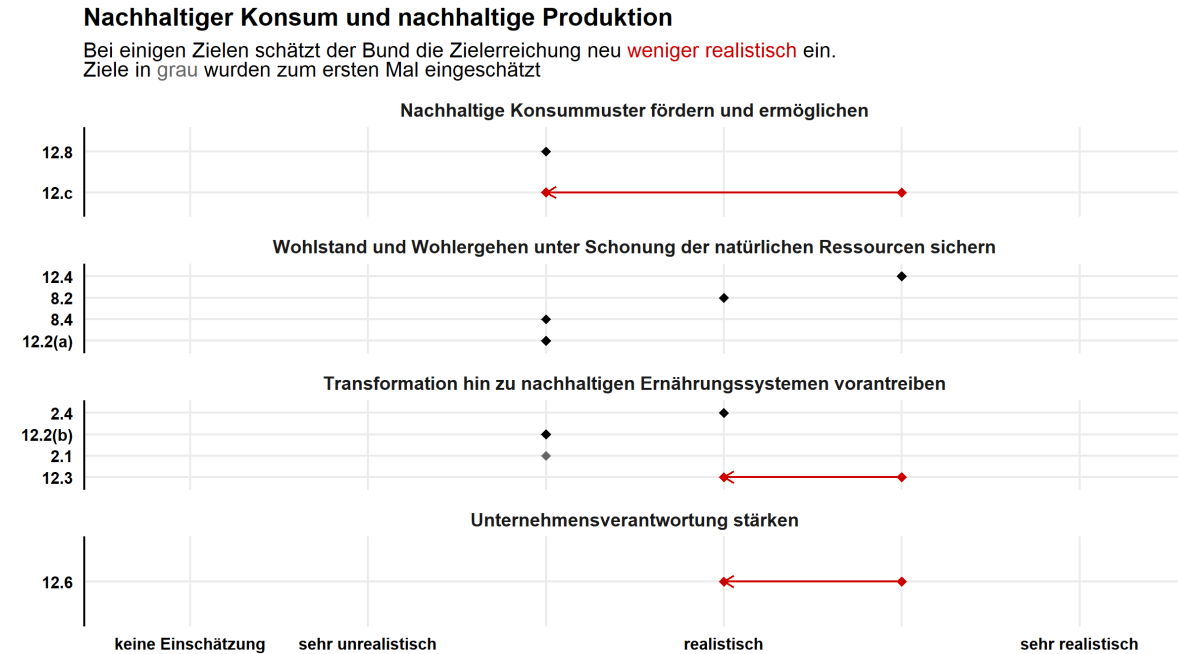 Nachhaltiger Konsum und nachhaltige Produktion
Bei einigen Zielen schätzt der Bund die Zielerreichung neu weniger realistisch ein.
Ziele in grau wurden zum ersten Mal eingeschätzt
Nachhaltige Konsummuster fördern und ermöglichen
12.8
12.c
Wohlstand und Wohlergehen unter Schonung der natürlichen Ressourcen sichern
12.4
8.2
8.4
12.2(a)
Transformation hin zu nachhaltigen Ernährungssystemen vorantreiben
2.4
12.2(b)
2.1
12.3
Unternehmensverantwortung stärken
12.6
keine Einschätzung sehr unrealistisch realistisch sehr realistisch